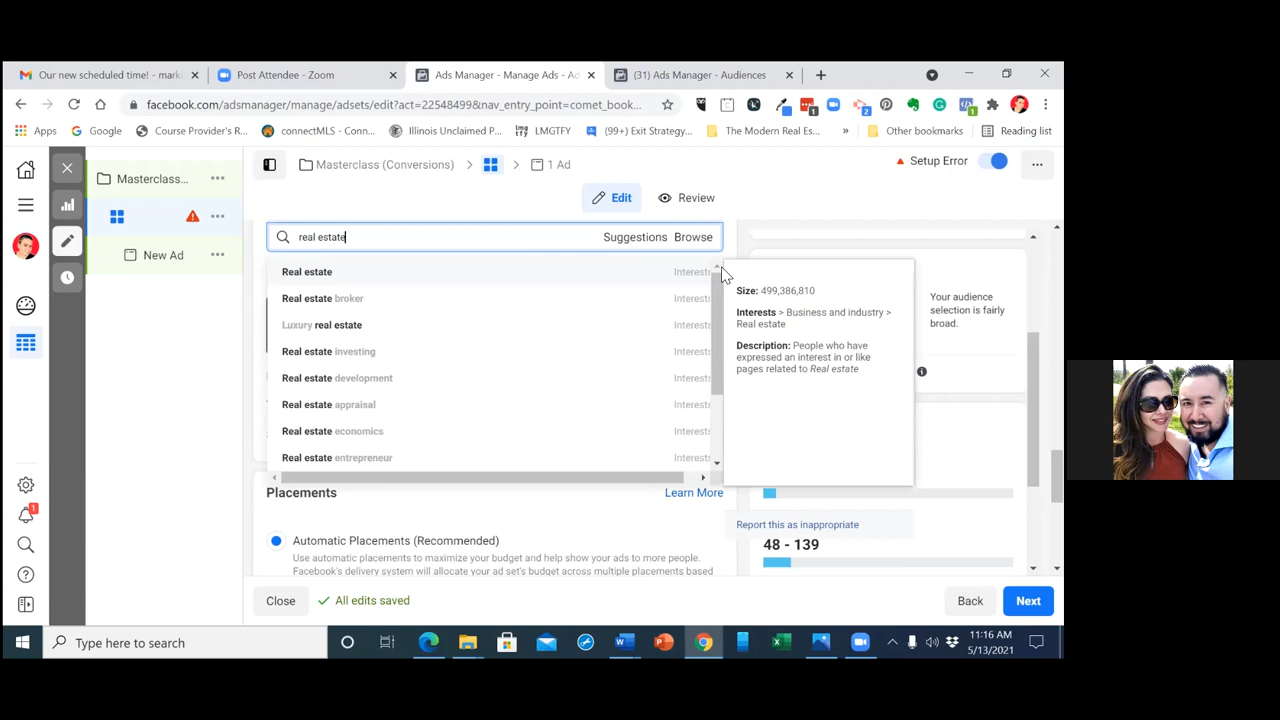 Our new scheduled time! - mark
Post Attendee - Zoom
Ads Manager - Manage Ads - Ad
(31) Ads Manager - Audiences
facebook.com/adsmanager/manage/adsets/edit?act=22548499&nav_entry_point=comet_book...
Apps
Google
Course Provider's R...
connectMLS - Conn...
Illinois Unclaimed P...
LMGTFY
(99+) Exit Strategy...
The Modern Real Es...
»
Other bookmarks
Reading list
Masterclass...
Masterclass (Conversions)
1 Ad
Setup Error
Edit
Review
New Ad
real estate
Suggestions
Browse
Real estate Interests
Real estate broker Interests
Luxury real estate Interests
Real estate investing Interests
Real estate development Interests
Real estate appraisal Interests
Real estate economics Interests
Real estate entrepreneur Interests
Size: 499,386,810
Interests > Business and industry >
Real estate
Description: People who have
expressed an interest in or like
pages related to Real estate
Report this as inappropriate
Your audience
selection is fairly
broad.
48 - 139
Placements
Learn More
Automatic Placements (Recommended)
Use automatic placements to maximize your budget and help show your ads to more people.
Facebook's delivery system will allocate your ad set's budget across multiple placements based
Close
All edits saved
Back
Next
1
Type here to search
11:16 AM
5/13/2021